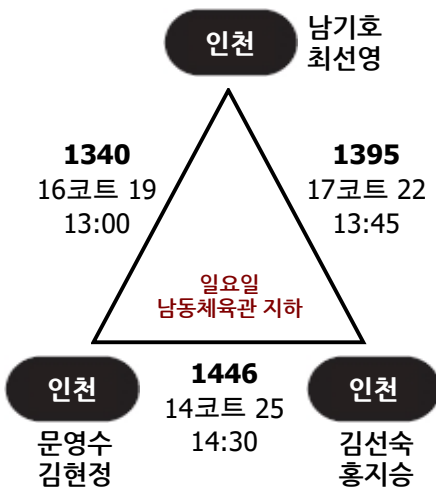 인천
남기호
최선영
1340
16코트 19
13:00
1395
17코트 22
13:45
일요일
남동체육관 지하
인천
문영수
김현정
1446
14코트 25
14:30
인천
김선숙
홍지승